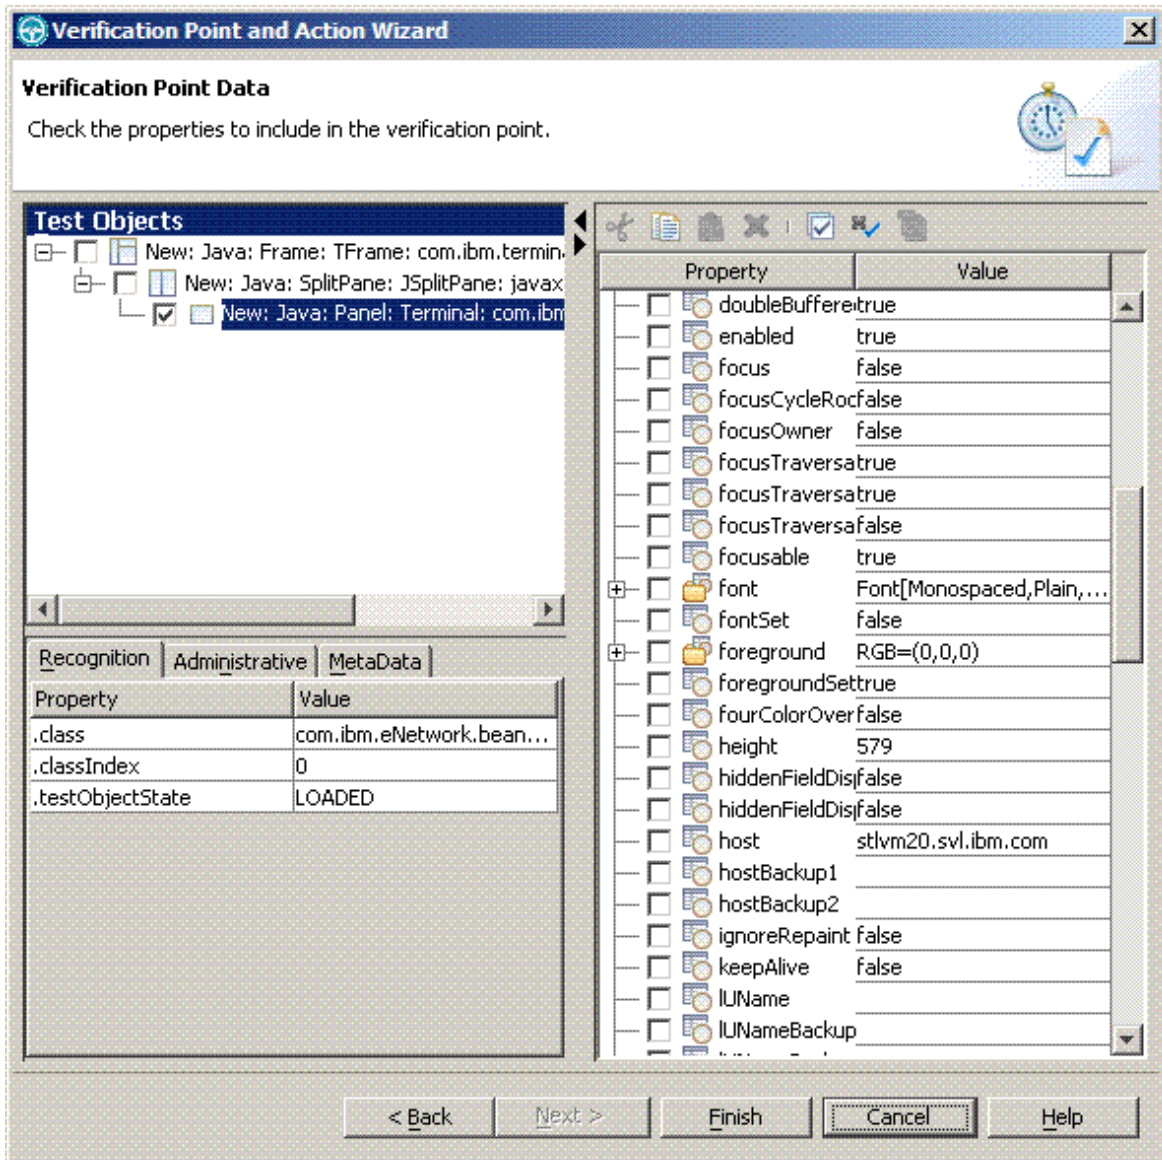 Verification Point and Action Wizard
Verification Point Data
Check the properties to include in the verification point.
Test Objects
New: Java: Frame: TFrame: com.ibm.termin
New: Java: SplitPane: JSplitPane: javax
New: Java: Panel: Terminal: com.ibm
Recognition Administrative MetaData
Property Value
.class com.ibm.eNetwork.bean...
.classIndex 0
.testObjectState LOADED
Property Value
doubleBuffere true
enabled true
focus false
focusCycleRoo false
focusOwner false
focusTraversa true
focusTraversa true
focusTraversa false
focusable true
font Font[Monospaced,Plain,...
fontSet false
foreground RGB=(0,0,0)
foregroundSet true
fourColorOver false
height 579
hiddenFieldDisp false
hiddenFieldDisp false
host stlvm20.svl.ibm.com
hostBackup1
hostBackup2
ignoreRepaint false
keepAlive false
lUName
lUNameBackup
< Back Next > Finish Cancel Help